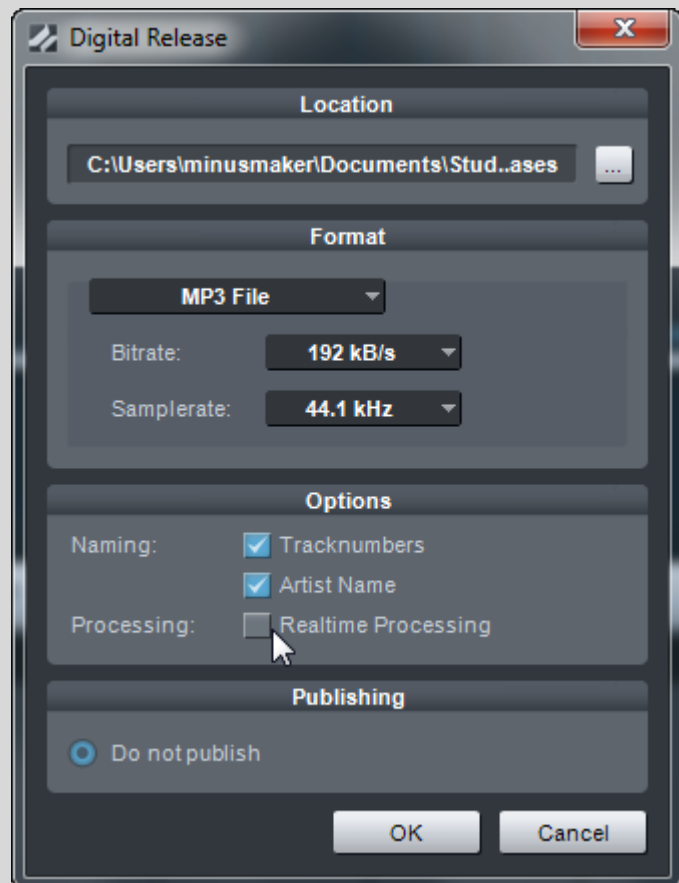 Digital Release
Location
C:\Users\minusmaker\Documents\Stud..ases
...
Format
MP3 File
Bitrate: 192 kB/s
Samplerate: 44.1 kHz
Options
Naming: Tracknumbers
Artist Name
Processing: Realtime Processing
Publishing
Do not publish
OK Cancel